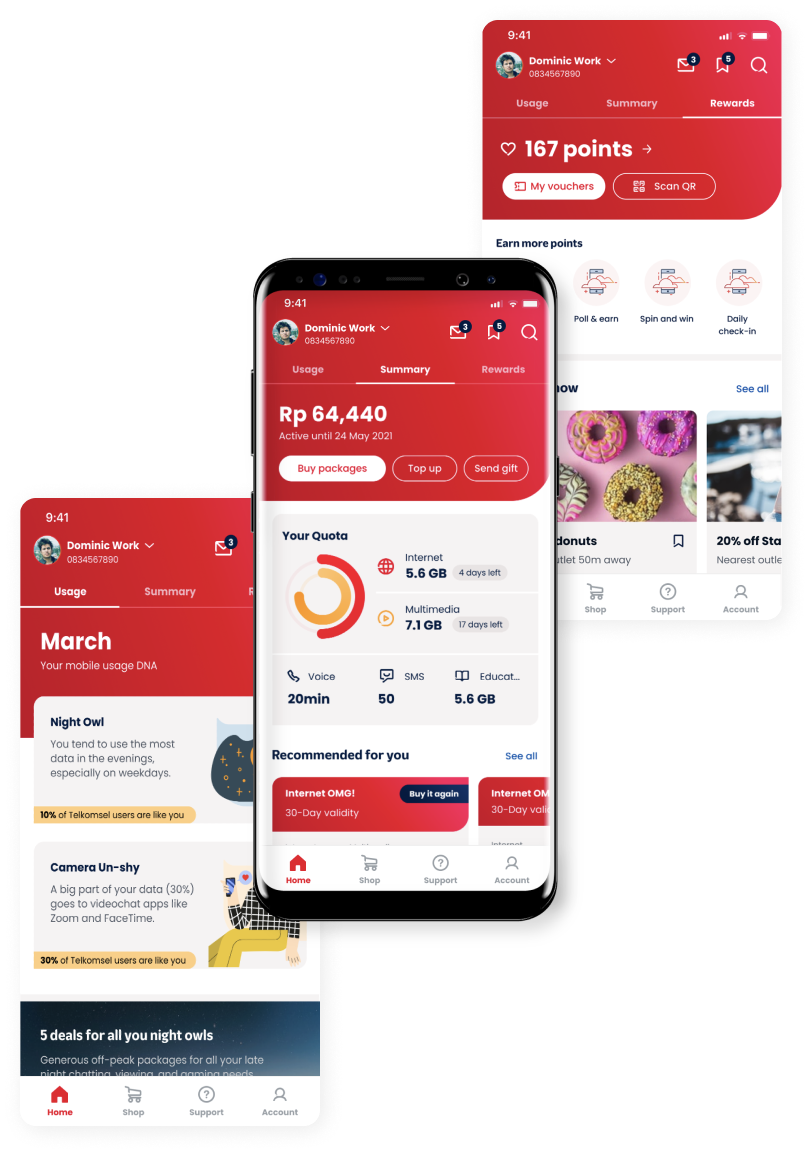 9:41
Dominic Work
0834567890
3
5
Usage
Summary
Rewards
167 points
My vouchers
Scan QR
Earn more points
Poll & earn
Spin and win
Daily
check-in
See all
20% off
Nearest
50m away
Shop
Support
Account
9:41
Dominic Work
0834567890
3
5
Usage
Summary
Rewards
Rp 64,440
Active until 24 May 2021
Buy packages
Top up
Send gift
Your Quota
Internet
5.6 GB
4 days left
Multimedia
7.1 GB
17 days left
Voice
SMS
Educat...
20min
50
5.6 GB
Recommended for you
See all
Internet OMG!
Buy it again
30-Day validity
Internet
30-Day
Home
Shop
Support
Account
9:41
Dominic Work
0834567890
3
Usage
Summary
March
Your mobile usage DNA
Night Owl
You tend to use the most
data in the evenings,
especially on weekdays.
10% of Telkomsel users are like you
Camera Un-shy
A big part of your data (30%)
goes to videochat apps like
Zoom and FaceTime.
30% of Telkomsel users are like you
5 deals for all you night owls
Generous off-peak packages for all your late
night chatting, viewing, and gaming needs
Home
Shop
Support
Account